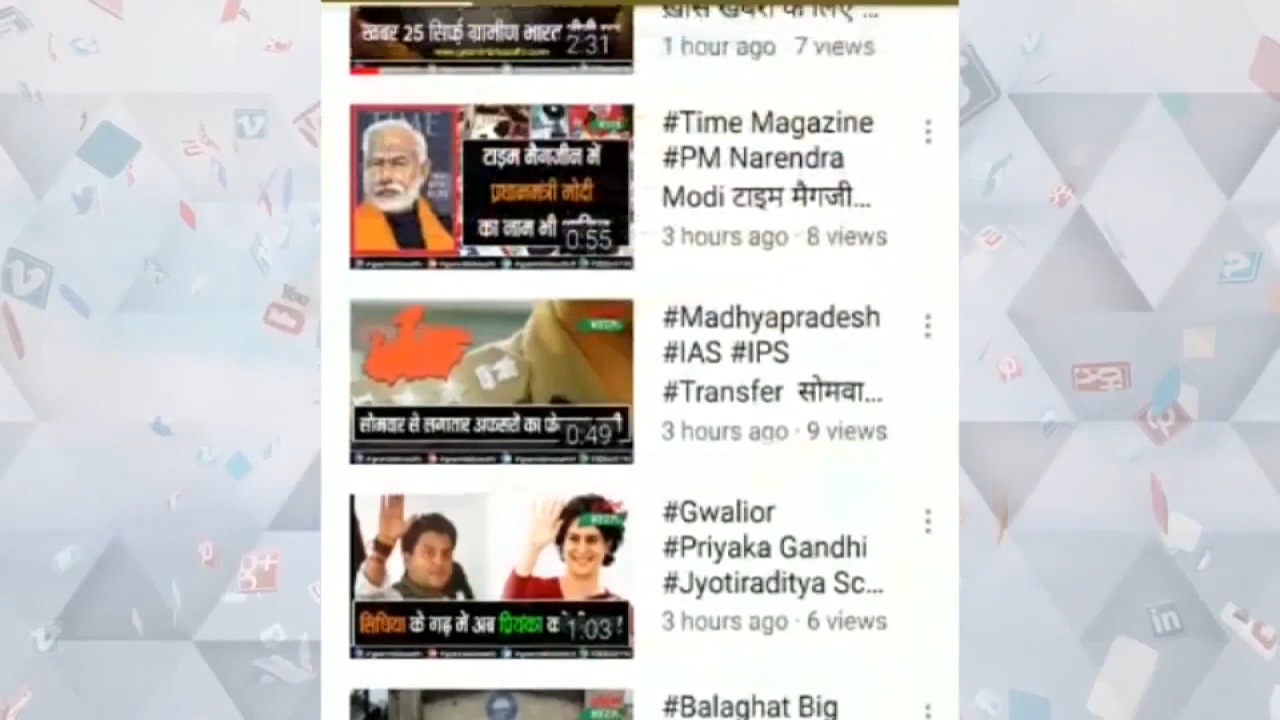 खबर 25 सिर्फ ग्रामीण भारत
2:31
1 hour ago 7 views
TIME
टाइम मैगजीन में
प्रधानमंत्री मोदी
का नाम भी
0:55
#Time Magazine
#PM Narendra
Modi टाइम मैगजी...
3 hours ago · 8 views
सोमवार से लगातार अफसरों का
0:49
#Madhyapradesh
#IAS #IPS
#Transfer सोमवा...
3 hours ago · 9 views
सिंधिया के गढ़ में अब प्रियंका
1:03
#Gwalior
#Priyaka Gandhi
#Jyotiraditya Sc...
3 hours ago · 6 views
#Balaghat Big
You
g+
in